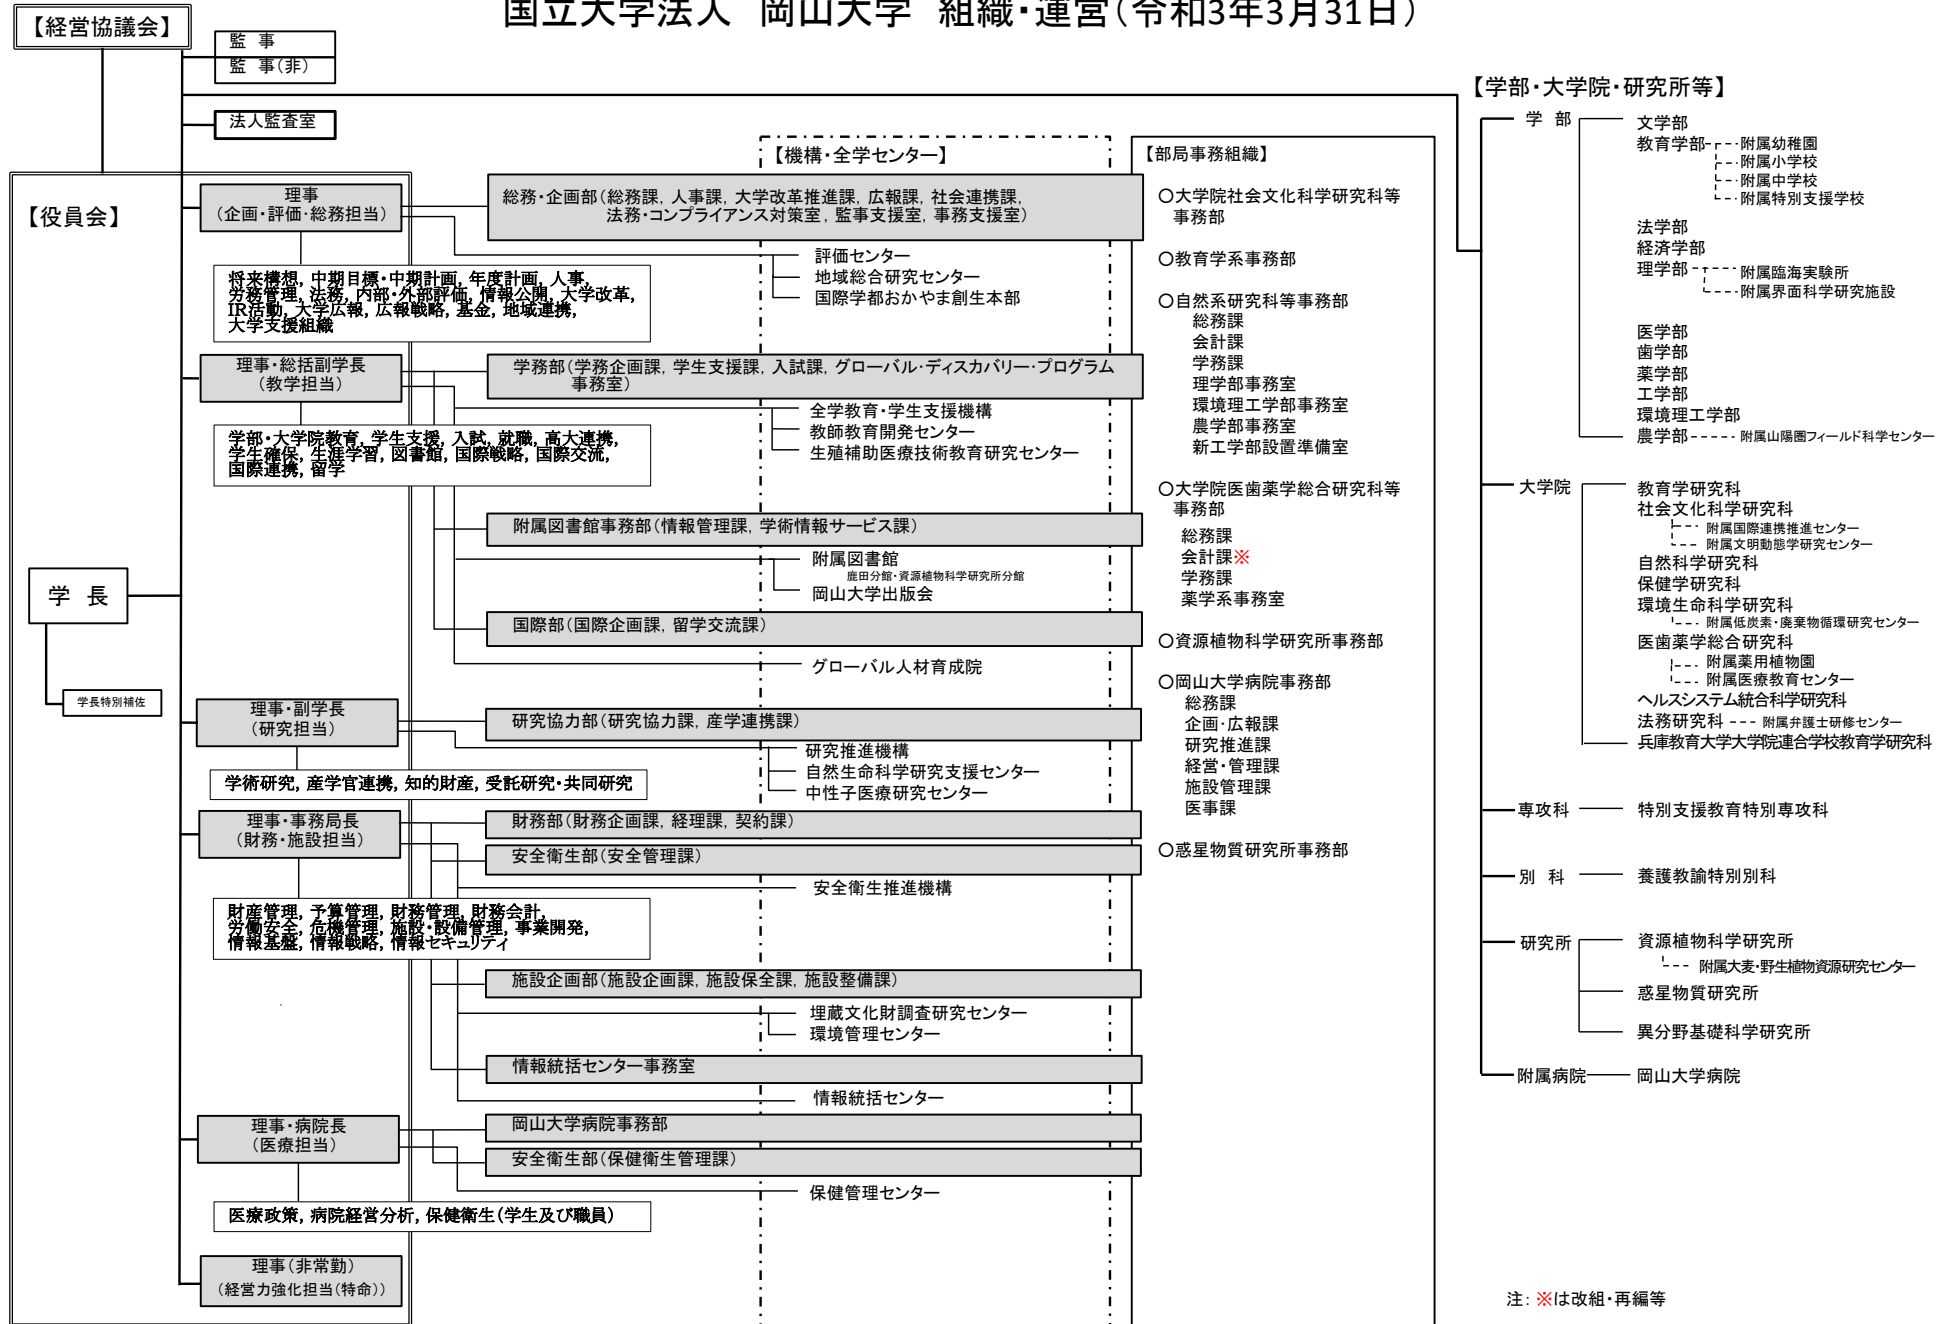 国立大学法人　岡山大学　組織・運営(令和3年3月31日)
【経営協議会】
監　事
監　事(非)
法人監査室
【役員会】
学　長
学長特別補佐
理事
(企画・評価・総務担当)
将来構想, 中期目標・中期計画, 年度計画, 人事,
労務管理, 法務, 内部・外部評価, 情報公開, 大学改革,
IR活動, 大学広報, 広報戦略, 基金, 地域連携,
大学支援組織
理事・総括副学長
(教学担当)
学部・大学院教育, 学生支援, 入試, 就職, 高大連携,
学生確保, 生涯学習, 図書館, 国際戦略, 国際交流,
国際連携, 留学
理事・副学長
(研究担当)
学術研究, 産学官連携, 知的財産, 受託研究・共同研究
理事・事務局長
(財務・施設担当)
財産管理, 予算管理, 財務管理, 財務会計,
労働安全, 危機管理, 施設・設備管理, 事業開発,
情報基盤, 情報戦略, 情報セキュリティ
理事・病院長
(医療担当)
医療政策, 病院経営分析, 保健衛生(学生及び職員)
理事(非常勤)
(経営力強化担当(特命))
【機構・全学センター】
総務・企画部(総務課, 人事課, 大学改革推進課, 広報課, 社会連携課,
法務・コンプライアンス対策室, 監事支援室, 事務支援室)
評価センター
地域総合研究センター
国際学都おかやま創生本部
学務部(学務企画課, 学生支援課, 入試課, グローバル・ディスカバリー・プログラム
事務室)
全学教育・学生支援機構
教師教育開発センター
生殖補助医療技術教育研究センター
附属図書館事務部(情報管理課, 学術情報サービス課)
附属図書館
鹿田分館・資源植物科学研究所分館
岡山大学出版会
国際部(国際企画課, 留学交流課)
グローバル人材育成院
研究協力部(研究協力課, 産学連携課)
研究推進機構
自然生命科学研究支援センター
中性子医療研究センター
財務部(財務企画課, 経理課, 契約課)
安全衛生部(安全管理課)
安全衛生推進機構
施設企画部(施設企画課, 施設保全課, 施設整備課)
埋蔵文化財調査研究センター
環境管理センター
情報統括センター事務室
情報統括センター
岡山大学病院事務部
安全衛生部(保健衛生管理課)
保健管理センター
【部局事務組織】
○大学院社会文化科学研究科等
事務部
○教育学系事務部
○自然系研究科等事務部
総務課
会計課
学務課
理学部事務室
環境理工学部事務室
農学部事務室
新工学部設置準備室
○大学院医歯薬学総合研究科等
事務部
総務課
会計課※
学務課
薬学系事務室
○資源植物科学研究所事務部
○岡山大学病院事務部
総務課
企画・広報課
研究推進課
経営・管理課
施設管理課
医事課
○惑星物質研究所事務部
【学部・大学院・研究所等】
学　部
文学部
教育学部
附属幼稚園
附属小学校
附属中学校
附属特別支援学校
法学部
経済学部
理学部
附属臨海実験所
附属界面科学研究施設
医学部
歯学部
薬学部
工学部
環境理工学部
農学部 附属山陽圏フィールド科学センター
大学院
教育学研究科
社会文化科学研究科
附属国際連携推進センター
附属文明動態学研究センター
自然科学研究科
保健学研究科
環境生命科学研究科
附属低炭素・廃棄物循環研究センター
医歯薬学総合研究科
附属薬用植物園
附属医療教育センター
ヘルスシステム統合科学研究科
法務研究科 附属弁護士研修センター
兵庫教育大学大学院連合学校教育学研究科
専攻科 特別支援教育特別専攻科
別　科 養護教諭特別別科
研究所 資源植物科学研究所
附属大麦・野生植物資源研究センター
惑星物質研究所
異分野基礎科学研究所
附属病院 岡山大学病院
注: ※は改組・再編等